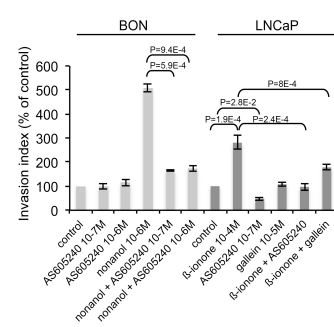 BON
LNCaP
P=9.4E-4
P=5.9E-4
P=8E-4
P=2.8E-2
P=1.9E-4
P=2.4E-4
Invasion index (% of control)
600
500
400
300
200
100
0
control
AS605240 10-7M
AS605240 10-6M
nonanol 10-6M
nonanol + AS605240 10-7M
nonanol + AS605240 10-6M
control
ß-ionone 10-4M
AS605240 10-7M
gallein 10-5M
ß-ionone + AS605240
ß-ionone + gallein